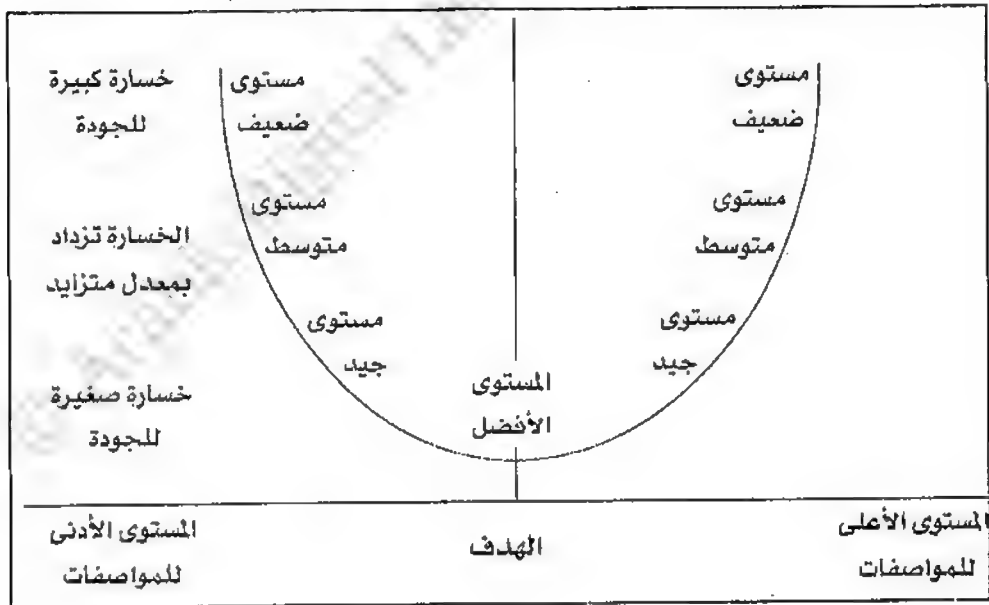 خسارة كبيرة
للجودة
مستوى
ضعيف
مستوى
ضعيف
الخسارة تزداد
بمعدل متزايد
مستوى
متوسط
مستوى
متوسط
مستوى
جيد
مستوى
جيد
خسارة صغيرة
للجودة
المستوى
الأفضل
المستوى الأعلى
للمواصفات
الهدف
المستوى الأدنى
للمواصفات